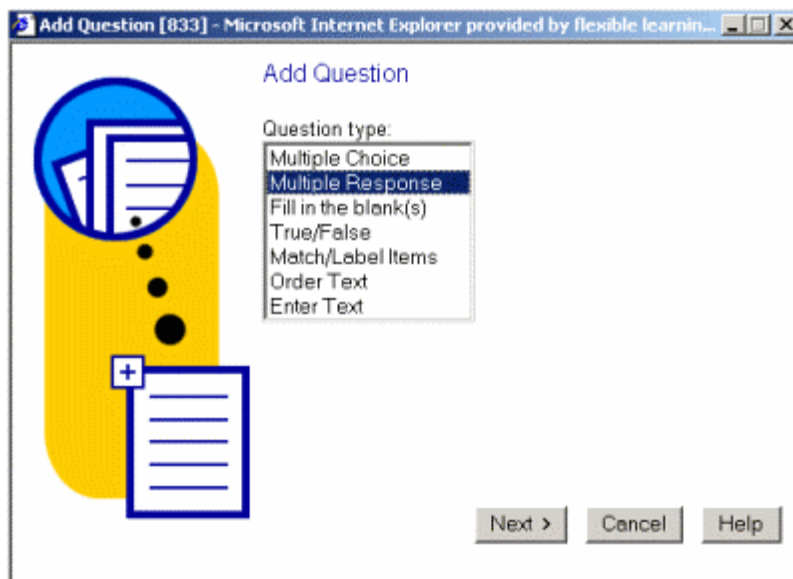 Add Question [833] - Microsoft Internet Explorer provided by flexible learnin...
Add Question
Question type:
Multiple Choice
Multiple Response
Fill in the blank(s)
True/False
Match/Label Items
Order Text
Enter Text
Next >
Cancel
Help